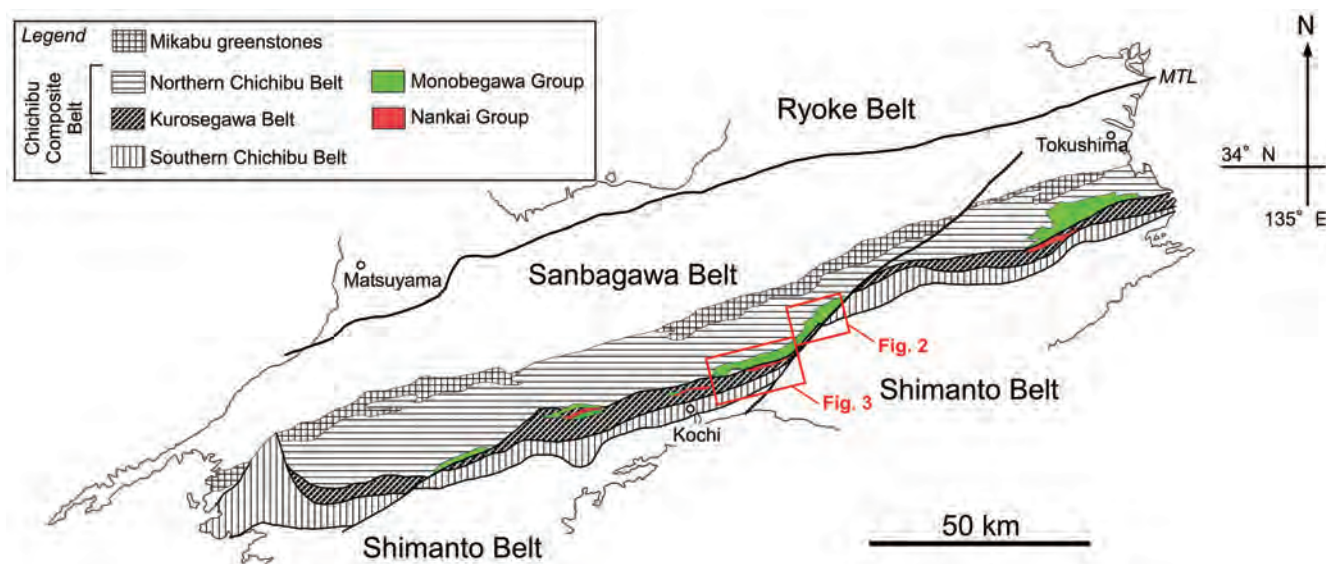 Legend
Mikabu greenstones
Chichibu
Composite
Belt
Northern Chichibu Belt
Kurosegawa Belt
Southern Chichibu Belt
Monobegawa Group
Nankai Group
N
MTL
Ryoke Belt
Tokushima
34° N
135° E
Matsuyama
Sanbagawa Belt
Fig. 2
Shimanto Belt
Fig. 3
Kochi
50 km
Shimanto Belt